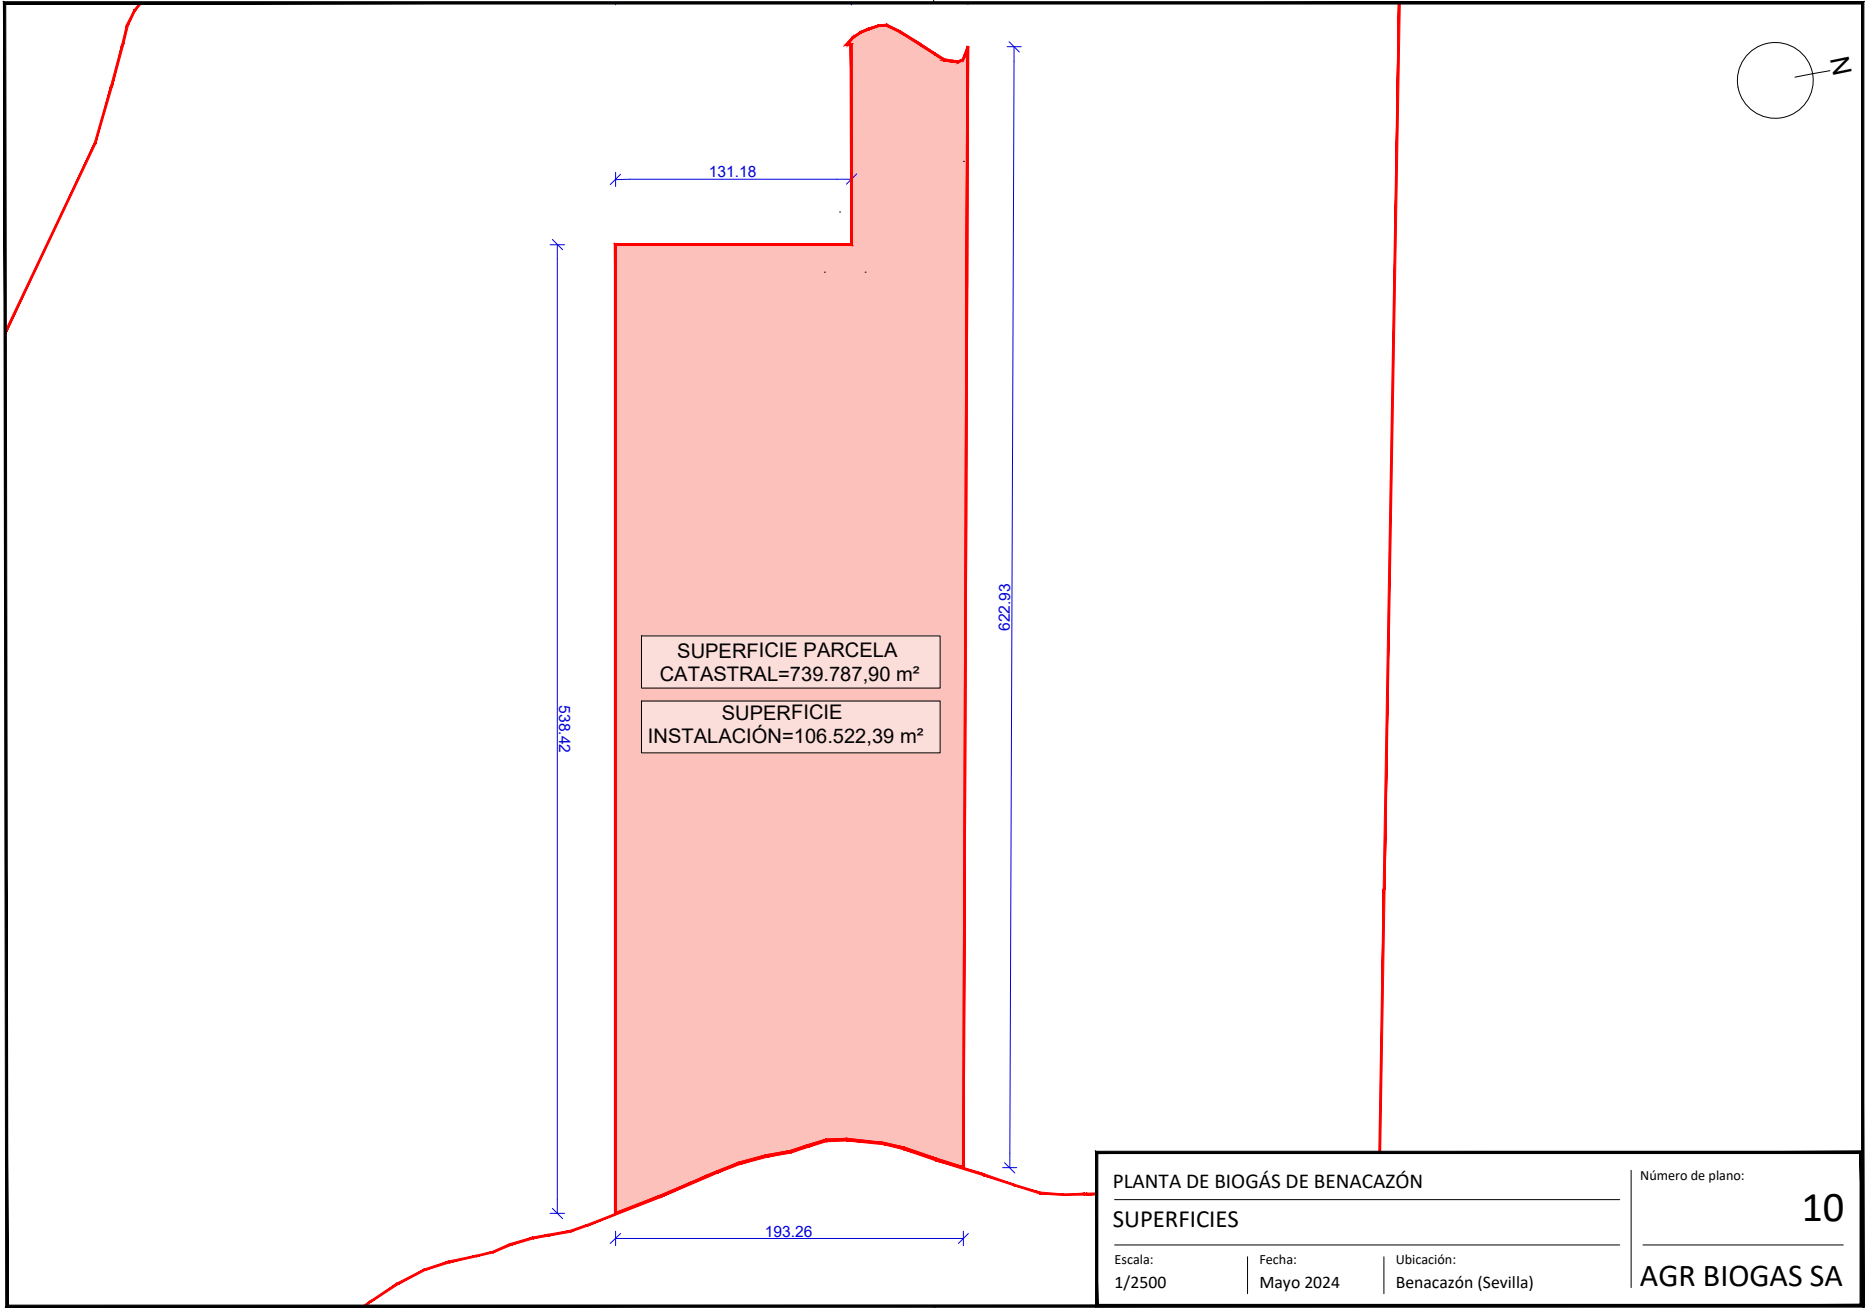 N
131.18
622.93
SUPERFICIE PARCELA
CATASTRAL=739.787,90 m²
SUPERFICIE
INSTALACIÓN=106.522,39 m²
538.42
193.26
PLANTA DE BIOGÁS DE BENACAZÓN
SUPERFICIES
Escala:
1/2500
Fecha:
Mayo 2024
Ubicación:
Benacazón (Sevilla)
Número de plano:
10
AGR BIOGAS SA